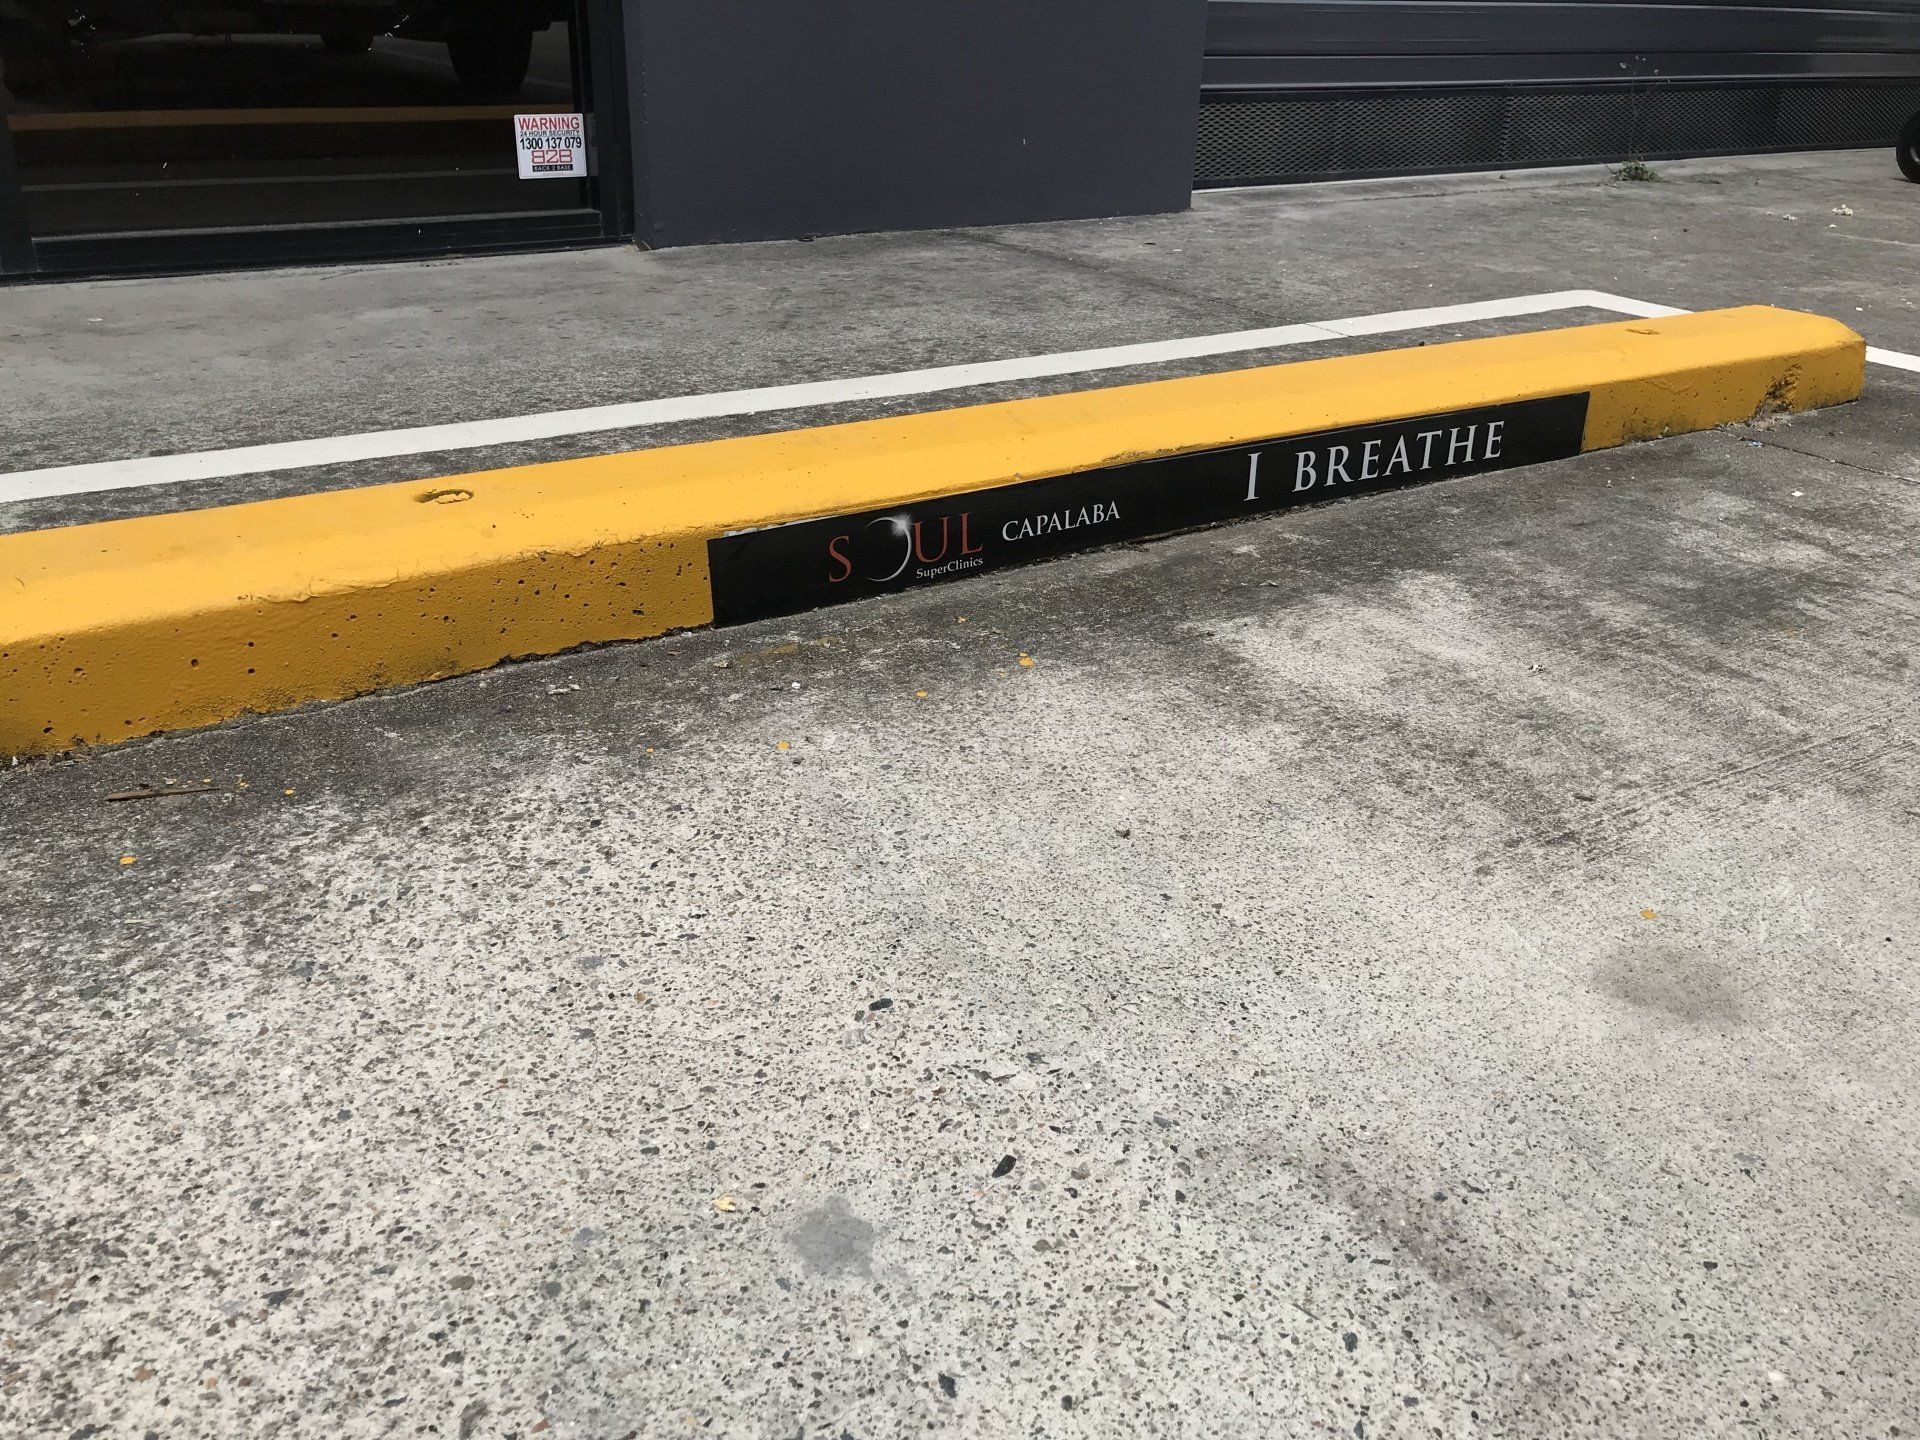 WARNING
24 HOUR SECURITY
1300 137 079
B2B
BACK 2 BASE
SOUL CAPALABA I BREATHE
SuperClinics